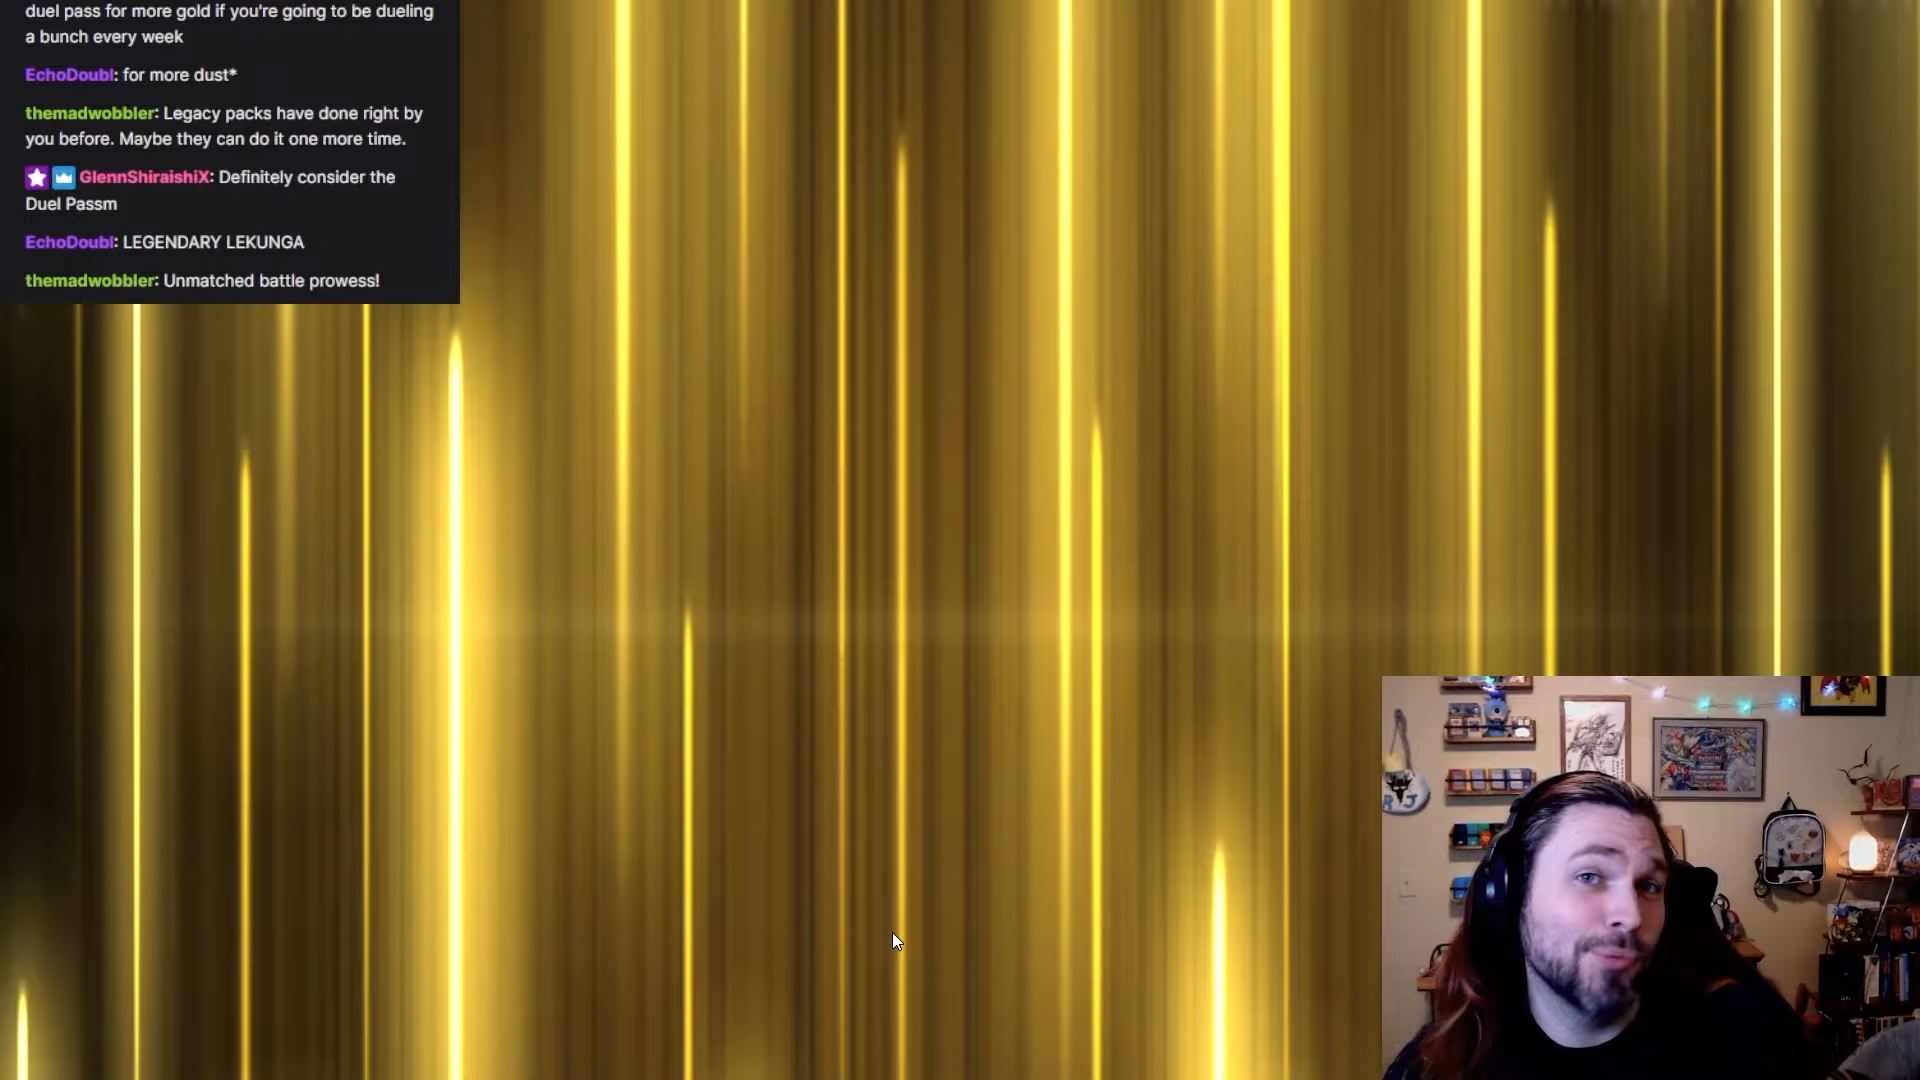 duel pass for more gold if you're going to be dueling
a bunch every week
EchoDoubl: for more dust*
themadwobbler: Legacy packs have done right by
you before. Maybe they can do it one more time.
GlennShiraishiX: Definitely consider the
Duel Passm
EchoDoubl: LEGENDARY LEKUNGA
themadwobbler: Unmatched battle prowess!
R J